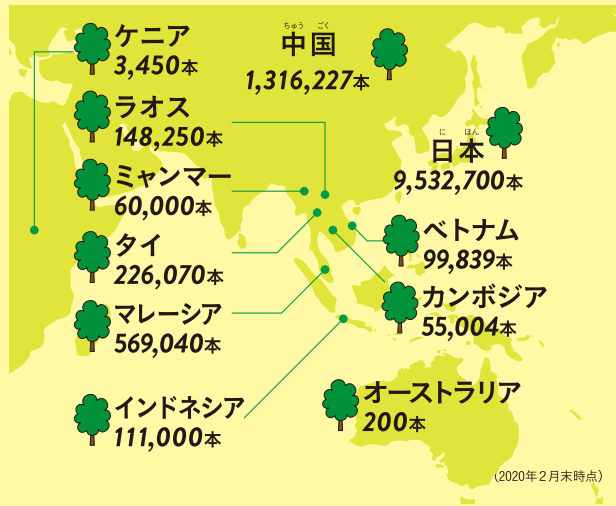 ケニア
3,450本
ラオス
148,250本
ミャンマー
60,000本
タイ
226,070本
マレーシア
569,040本
インドネシア
111,000本
ちゅう ごく
中国
1,316,227本
に ほん
日本
9,532,700本
ベトナム
99,839本
カンボジア
55,004本
オーストラリア
200本
(2020年2月末時点)